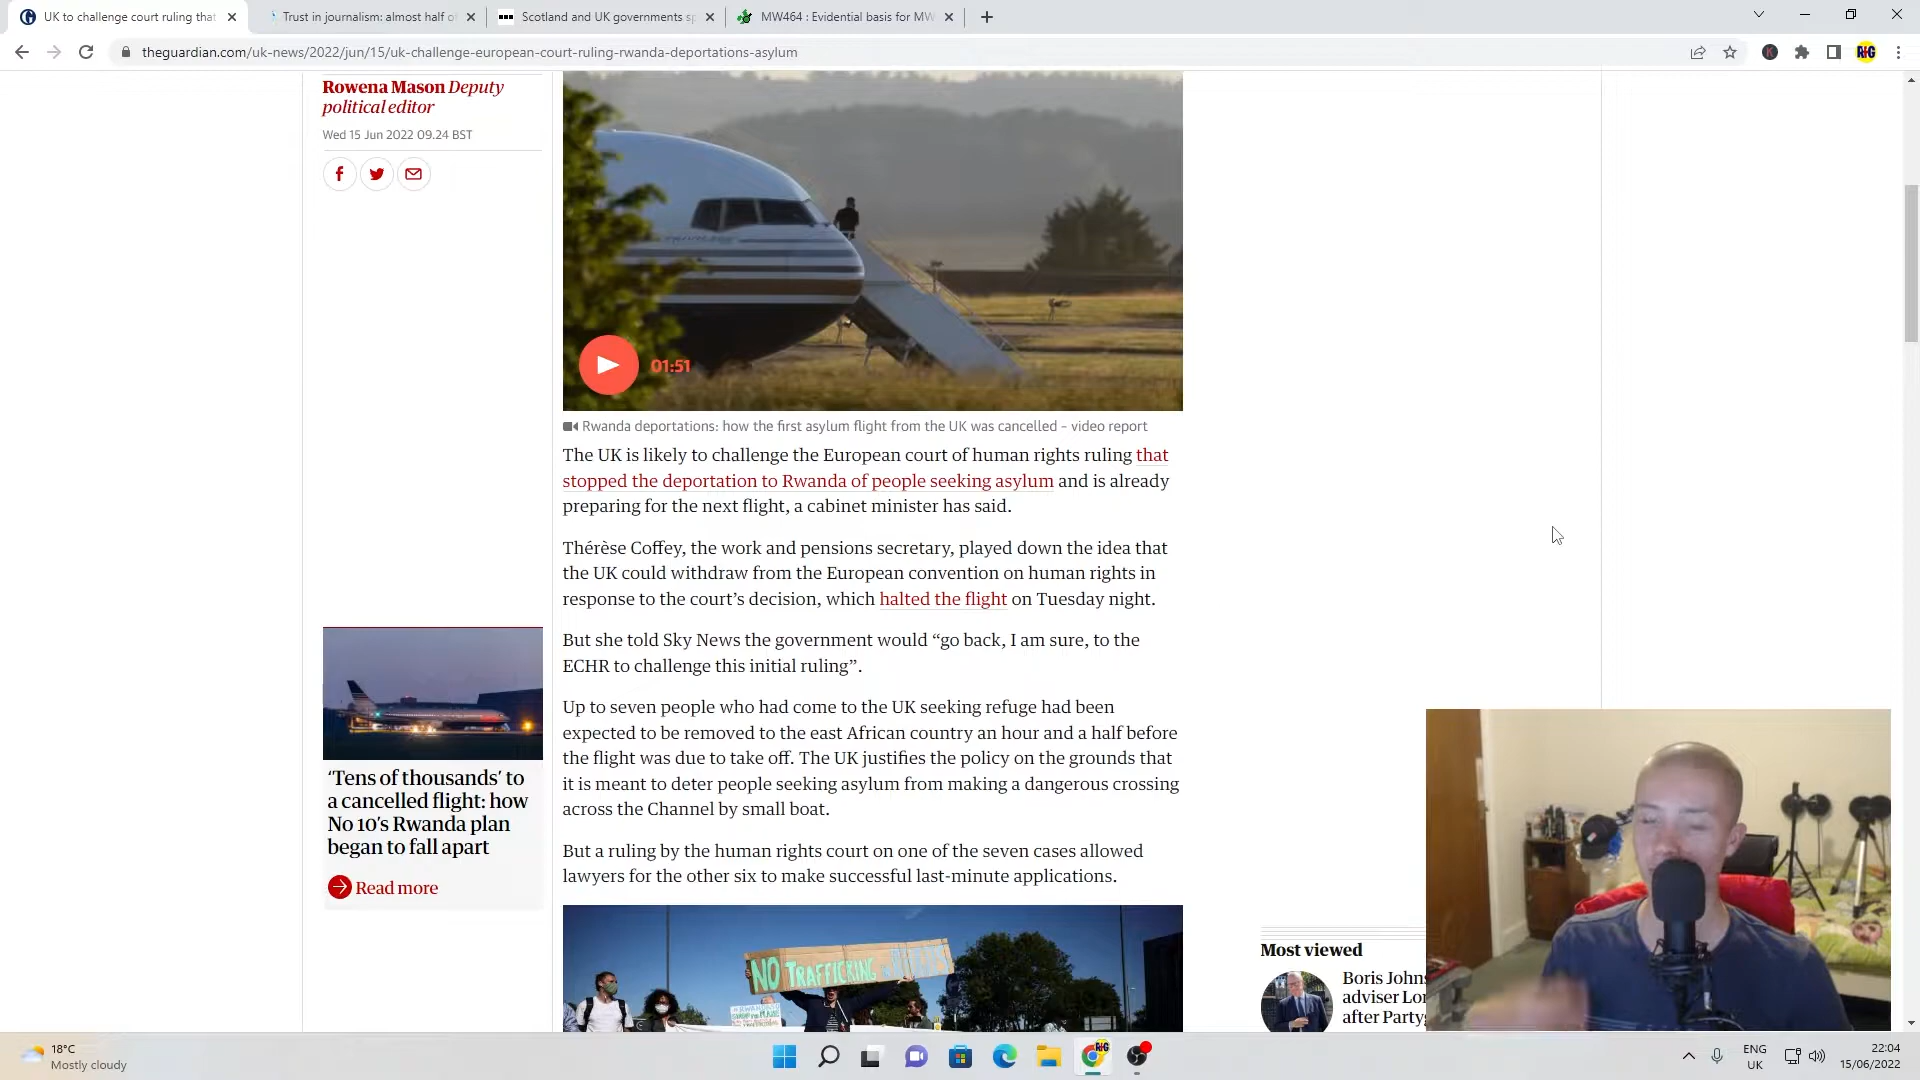 UK to challenge court ruling that
Trust in journalism: almost half of
Scotland and UK governments sp
MW464 : Evidential basis for MW
theguardian.com/uk-news/2022/jun/15/uk-challenge-european-court-ruling-rwanda-deportations-asylum
Rowena Mason Deputy
political editor
Wed 15 Jun 2022 09.24 BST
01:51
Rwanda deportations: how the first asylum flight from the UK was cancelled – video report
The UK is likely to challenge the European court of human rights ruling that
stopped the deportation to Rwanda of people seeking asylum and is already
preparing for the next flight, a cabinet minister has said.
Thérèse Coffey, the work and pensions secretary, played down the idea that
the UK could withdraw from the European convention on human rights in
response to the court’s decision, which halted the flight on Tuesday night.
But she told Sky News the government would “go back, I am sure, to the
ECHR to challenge this initial ruling”.
Up to seven people who had come to the UK seeking refuge had been
expected to be removed to the east African country an hour and a half before
the flight was due to take off. The UK justifies the policy on the grounds that
it is meant to deter people seeking asylum from making a dangerous crossing
across the Channel by small boat.
But a ruling by the human rights court on one of the seven cases allowed
lawyers for the other six to make successful last-minute applications.
‘Tens of thousands’ to
a cancelled flight: how
No 10’s Rwanda plan
began to fall apart
Read more
NO TRAFFICKING
Most viewed
Boris Johns
adviser Lor
after Partyg
18°C
Mostly cloudy
ENG
UK
22:04
15/06/2022